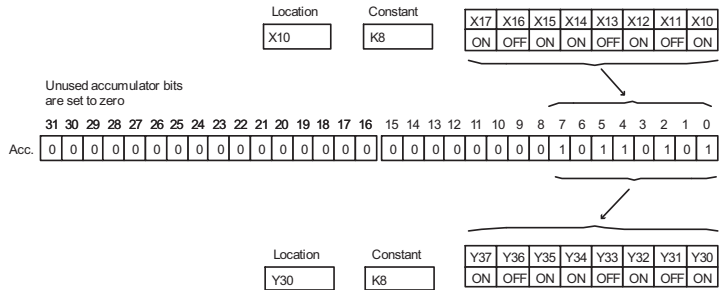 Location Constant X17 X16 X15 X14 X13 X12 X11 X10
X10 K8 ON OFF ON ON OFF ON OFF ON
Unused accumulator bits
are set to zero
31 30 29 28 27 26 25 24 23 22 21 20 19 18 17 16 15 14 13 12 11 10 9 8 7 6 5 4 3 2 1 0
Acc. 0 0 0 0 0 0 0 0 0 0 0 0 0 0 0 0 0 0 0 0 0 0 0 0 1 0 1 1 0 1 0 1
Location Constant Y37 Y36 Y35 Y34 Y33 Y32 Y31 Y30
Y30 K8 ON OFF ON ON OFF ON OFF ON